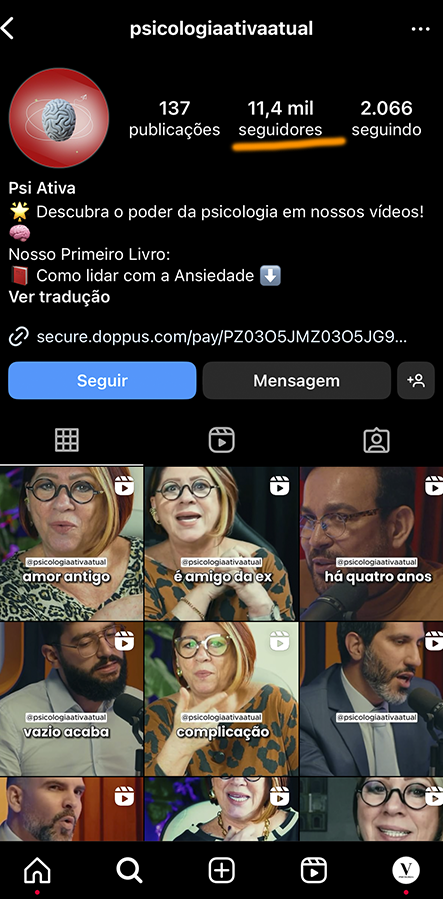 psicologiaativaatual
137
publicações
11,4 mil
seguidores
2.066
seguindo
Psi Ativa
🌟 Descubra o poder da psicologia em nossos vídeos!
🧠
Nosso Primeiro Livro:
📕 Como lidar com a Ansiedade ⬇️
Ver tradução
secure.doppus.com/pay/PZ03O5JMZ03O5JG9...
Seguir
Mensagem
@psicologiaativaatual
amor antigo
@psicologiaativaatual
é amigo da ex
@psicologiaativaatual
há quatro anos
@psicologiaativaatual
vazio acaba
@psicologiaativaatual
complicação
@psicologiaativaatual
V